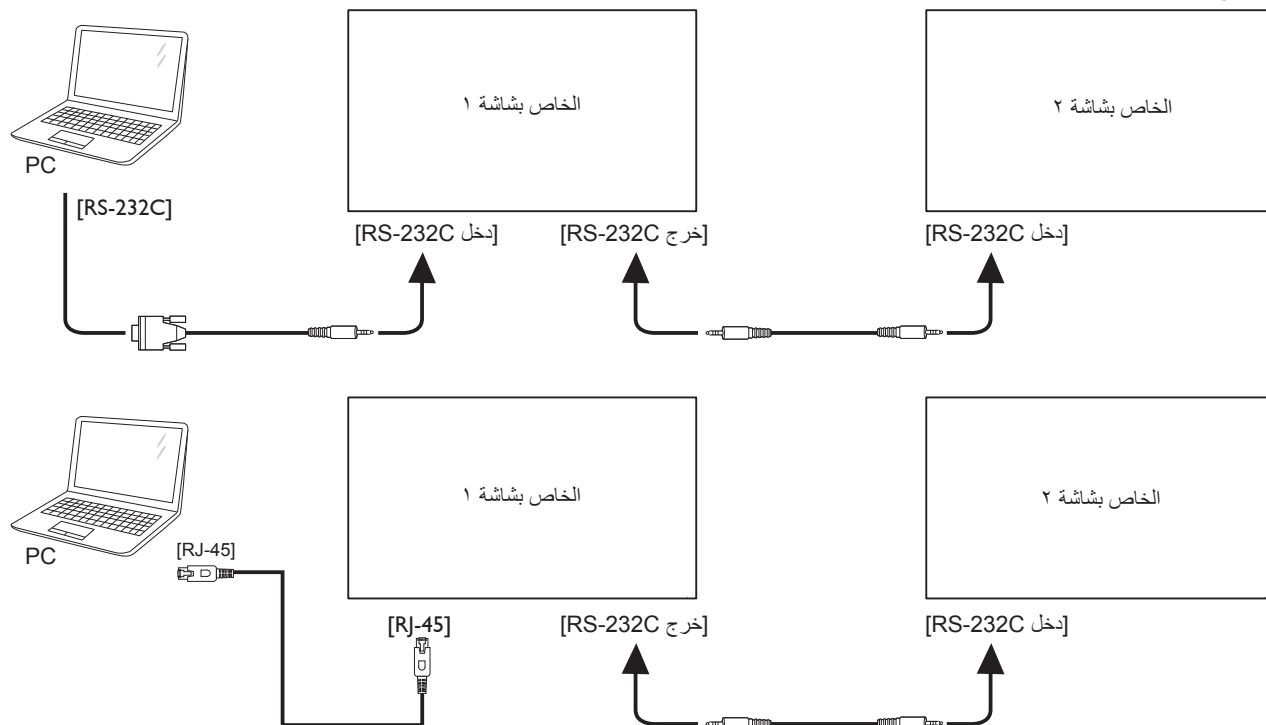 الخاص بشاشة ١
الخاص بشاشة ٢
PC
[RS-232C]
[دخل RS-232C]
[خرج RS-232C]
[دخل RS-232C]
الخاص بشاشة ١
الخاص بشاشة ٢
PC
[RJ-45]
[RJ-45]
[خرج RS-232C]
[دخل RS-232C]